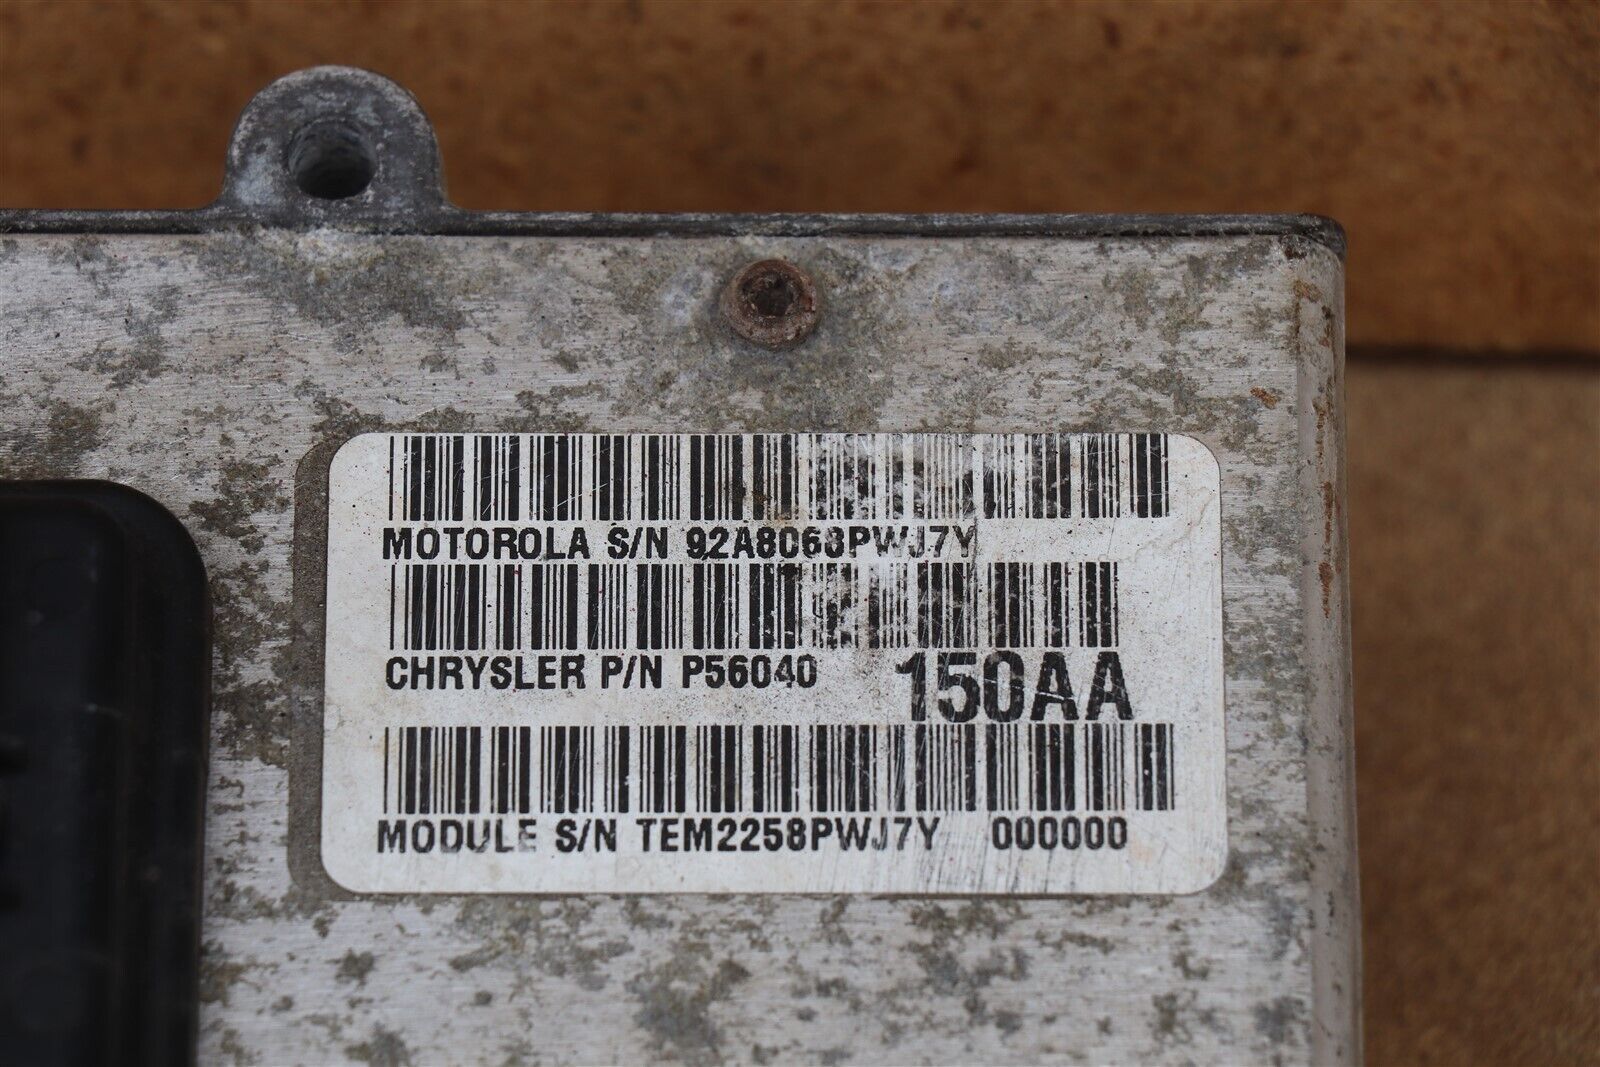 MOTOROLA S/N 92A8068PWJ7Y
CHRYSLER P/N P56040 150AA
MODULE S/N TEM2258PWJ7Y 000000